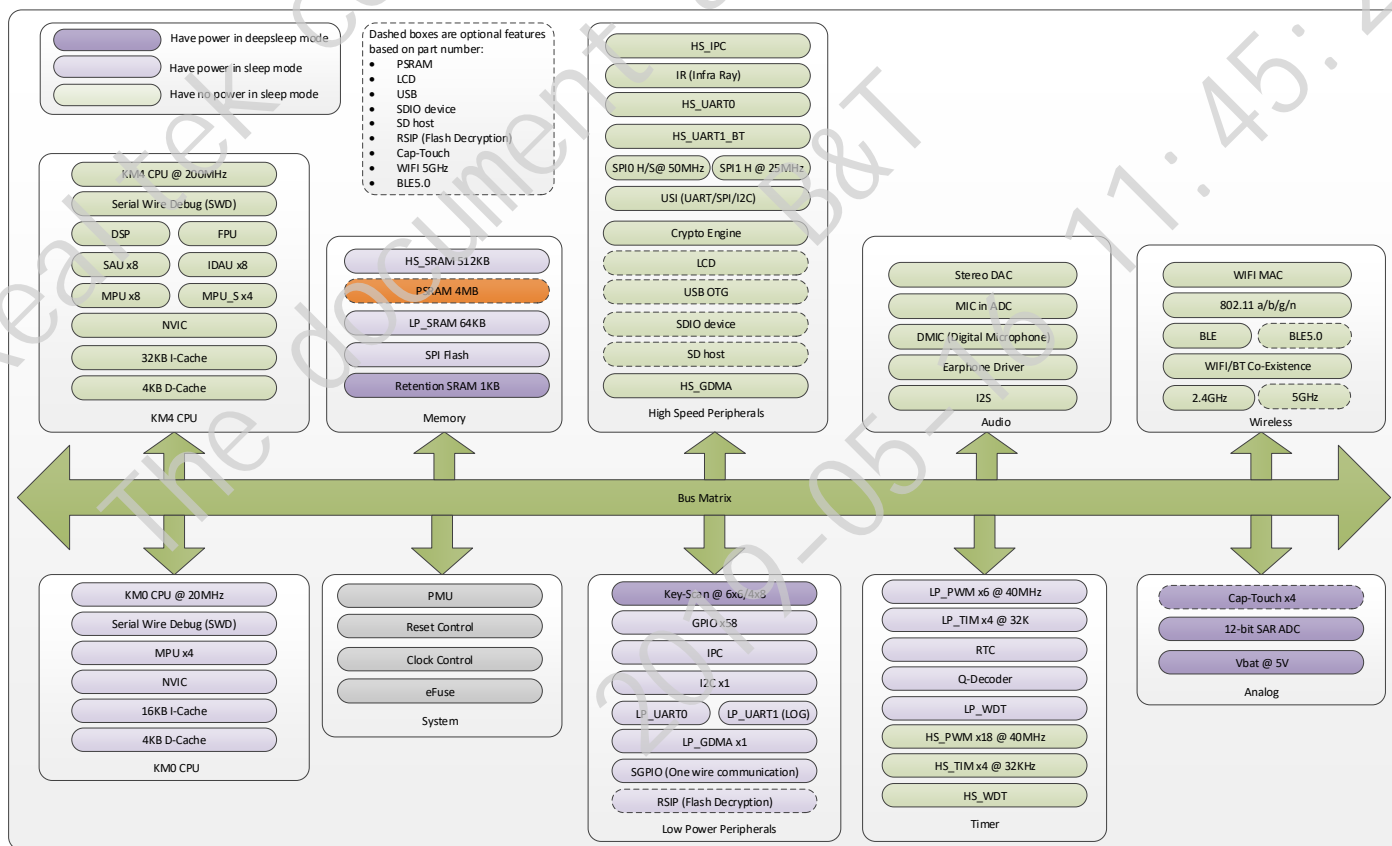 Have power in deepsleep mode
Have power in sleep mode
Have no power in sleep mode
Dashed boxes are optional features
based on part number:
• PSRAM
• LCD
• USB
• SDIO device
• SD host
• RSIP (Flash Decryption)
• Cap-Touch
• WIFI 5GHz
• BLE5.0
KM4 CPU @ 200MHz
Serial Wire Debug (SWD)
DSP
FPU
SAU x8
IDAU x8
MPU x8
MPU_S x4
NVIC
32KB I-Cache
4KB D-Cache
KM4 CPU
HS_SRAM 512KB
PSRAM 4MB
LP_SRAM 64KB
SPI Flash
Retention SRAM 1KB
Memory
HS_IPC
IR (Infra Ray)
HS_UART0
HS_UART1_BT
SPI0 H/S@ 50MHz
SPI1 H @ 25MHz
USI (UART/SPI/I2C)
Crypto Engine
LCD
USB OTG
SDIO device
SD host
HS_GDMA
High Speed Peripherals
Stereo DAC
MIC in ADC
DMIC (Digital Microphone)
Earphone Driver
I2S
Audio
WIFI MAC
802.11 a/b/g/n
BLE
BLE5.0
WIFI/BT Co-Existence
2.4GHz
5GHz
Wireless
Bus Matrix
KM0 CPU @ 20MHz
Serial Wire Debug (SWD)
MPU x4
NVIC
16KB I-Cache
4KB D-Cache
KM0 CPU
PMU
Reset Control
Clock Control
eFuse
System
Key-Scan @ 6x6/4x8
GPIO x58
IPC
I2C x1
LP_UART0
LP_UART1 (LOG)
LP_GDMA x1
SGPIO (One wire communication)
RSIP (Flash Decryption)
Low Power Peripherals
LP_PWM x6 @ 40MHz
LP_TIM x4 @ 32K
RTC
Q-Decoder
LP_WDT
HS_PWM x18 @ 40MHz
HS_TIM x4 @ 32KHz
HS_WDT
Timer
Cap-Touch x4
12-bit SAR ADC
Vbat @ 5V
Analog
Realtek
The document
B&T
2019-05-16 11:45: